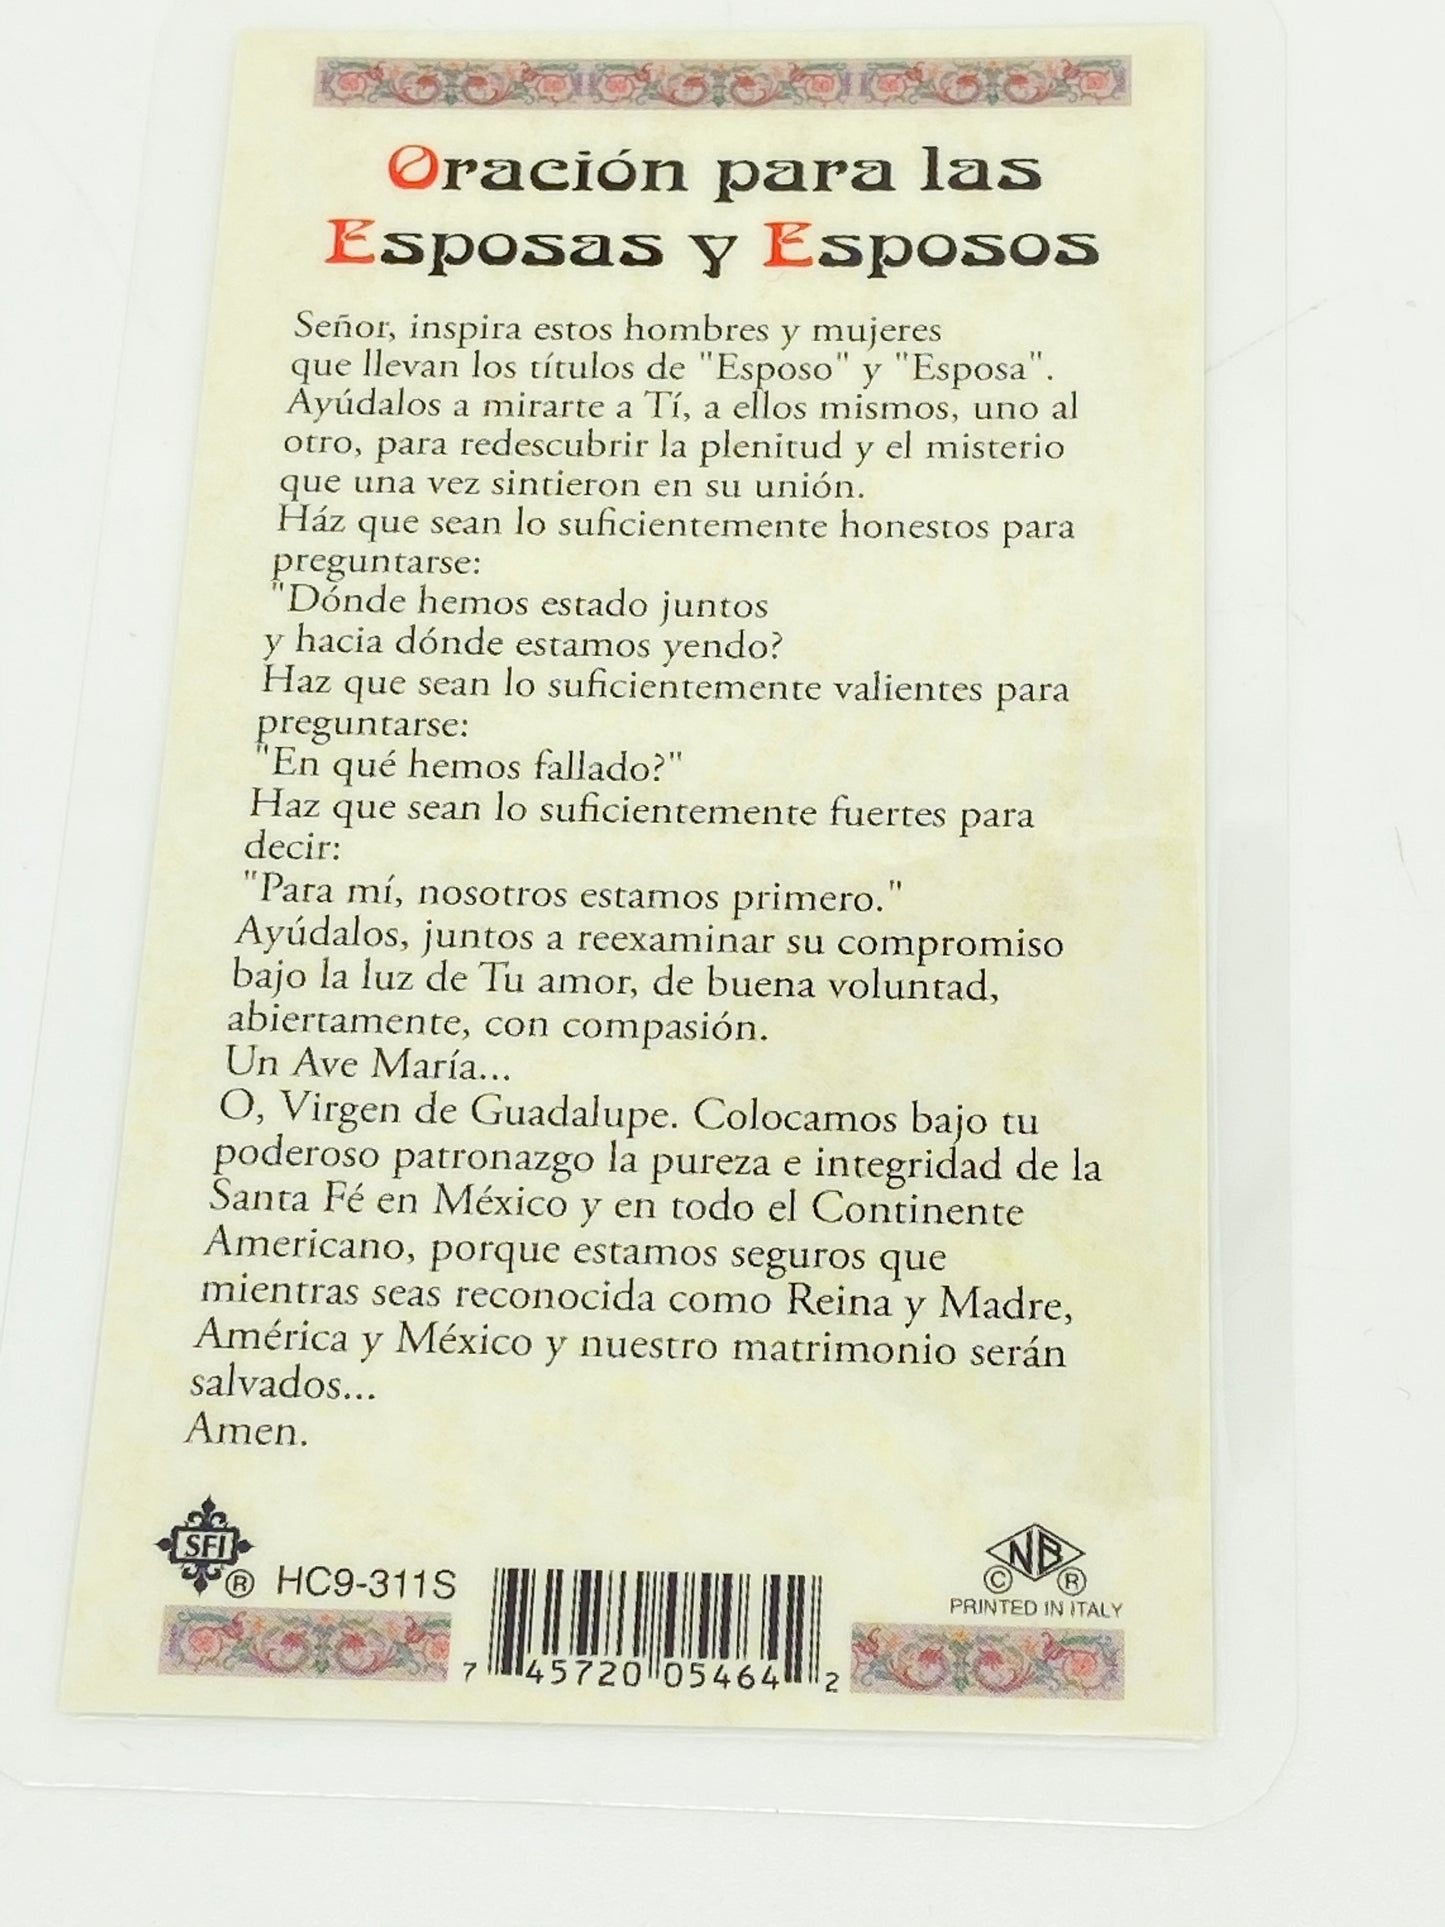 Oración para las
Esposas y Esposos
Señor, inspira estos hombres y mujeres
que llevan los títulos de "Esposo" y "Esposa".
Ayúdalos a mirarte a Tí, a ellos mismos, uno al
otro, para redescubrir la plenitud y el misterio
que una vez sintieron en su unión.
Ház que sean lo suficientemente honestos para
preguntarse:
"Dónde hemos estado juntos
y hacia dónde estamos yendo?
Haz que sean lo suficientemente valientes para
preguntarse:
"En qué hemos fallado?"
Haz que sean lo suficientemente fuertes para
decir:
"Para mí, nosotros estamos primero."
Ayúdalos, juntos a reexaminar su compromiso
bajo la luz de Tu amor, de buena voluntad,
abiertamente, con compasión.
Un Ave María...
O, Virgen de Guadalupe. Colocamos bajo tu
poderoso patronazgo la pureza e integridad de la
Santa Fé en México y en todo el Continente
Americano, porque estamos seguros que
mientras seas reconocida como Reina y Madre,
América y México y nuestro matrimonio serán
salvados...
Amen.
SFI ® HC9-311S
NB © ®
PRINTED IN ITALY
7 45720 05464 2